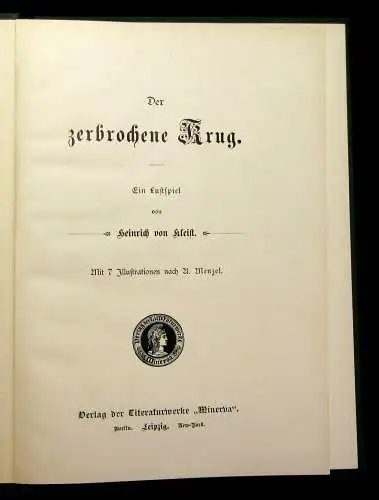 Der
zerbrochene Krug.
Ein Lustspiel
von
Heinrich von Kleist.
Mit 7 Illustrationen nach A. Menzel.
Verlag der Literaturwerke „Minerva“.
Berlin. Leipzig. New-York.